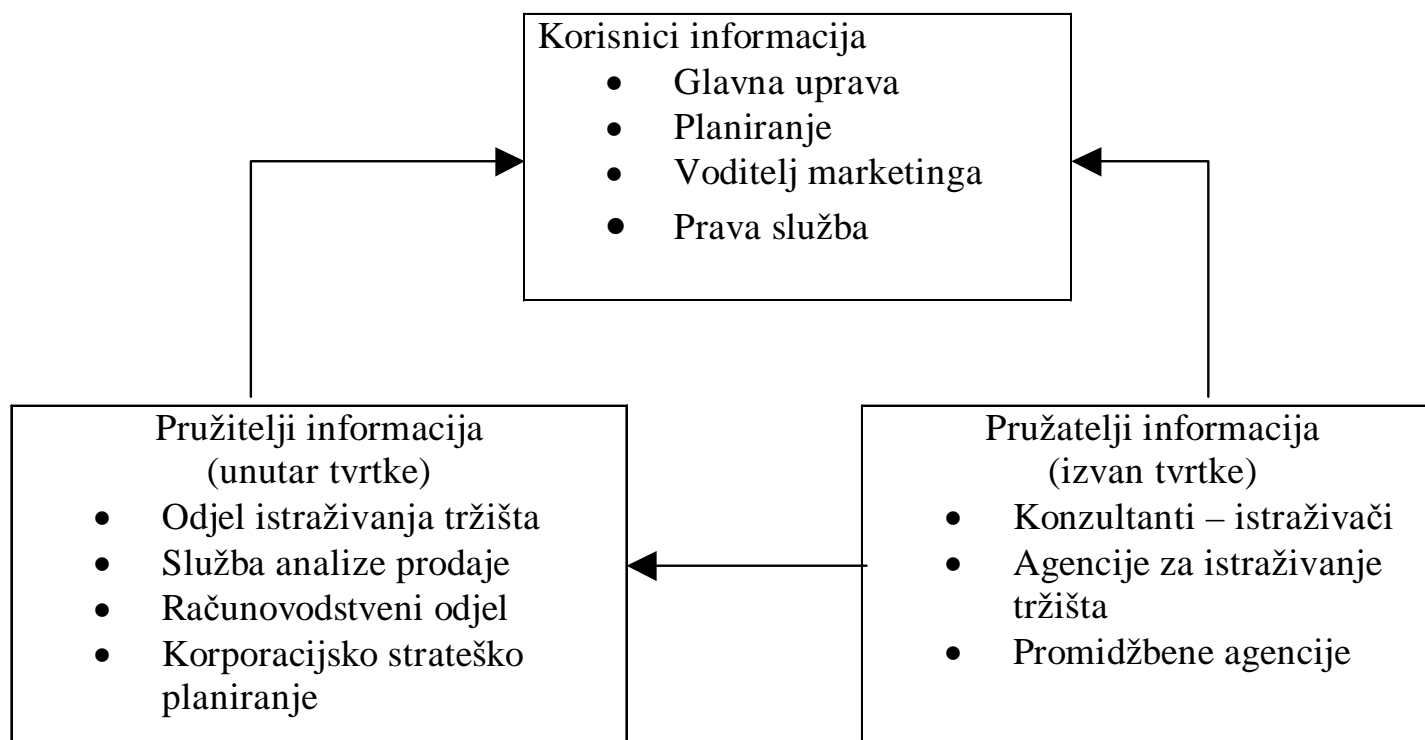 Korisnici informacija
• Glavna uprava
• Planiranje
• Voditelj marketinga
• Prava služba
Pružitelji informacija
(unutar tvrtke)
• Odjel istraživanja tržišta
• Služba analize prodaje
• Računovodstveni odjel
• Korporacijsko strateško
planiranje
Pružatelji informacija
(izvan tvrtke)
• Konzultanti – istraživači
• Agencije za istraživanje
tržišta
• Promidžbene agencije